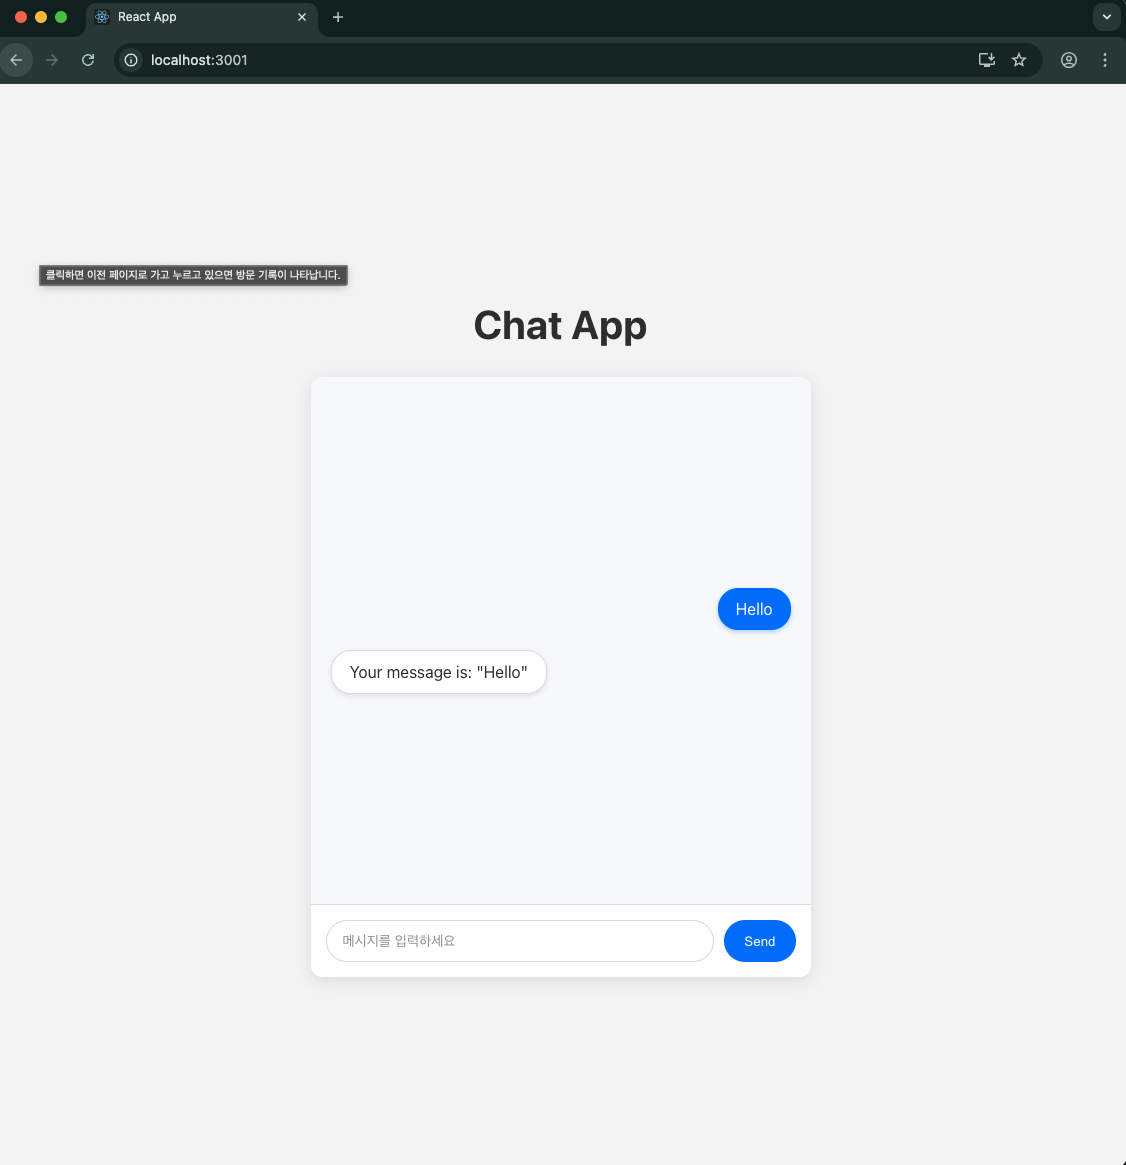 React App
localhost:3001
클릭하면 이전 페이지로 가고 누르고 있으면 방문 기록이 나타납니다.
Chat App
Hello
Your message is: "Hello"
메시지를 입력하세요
Send